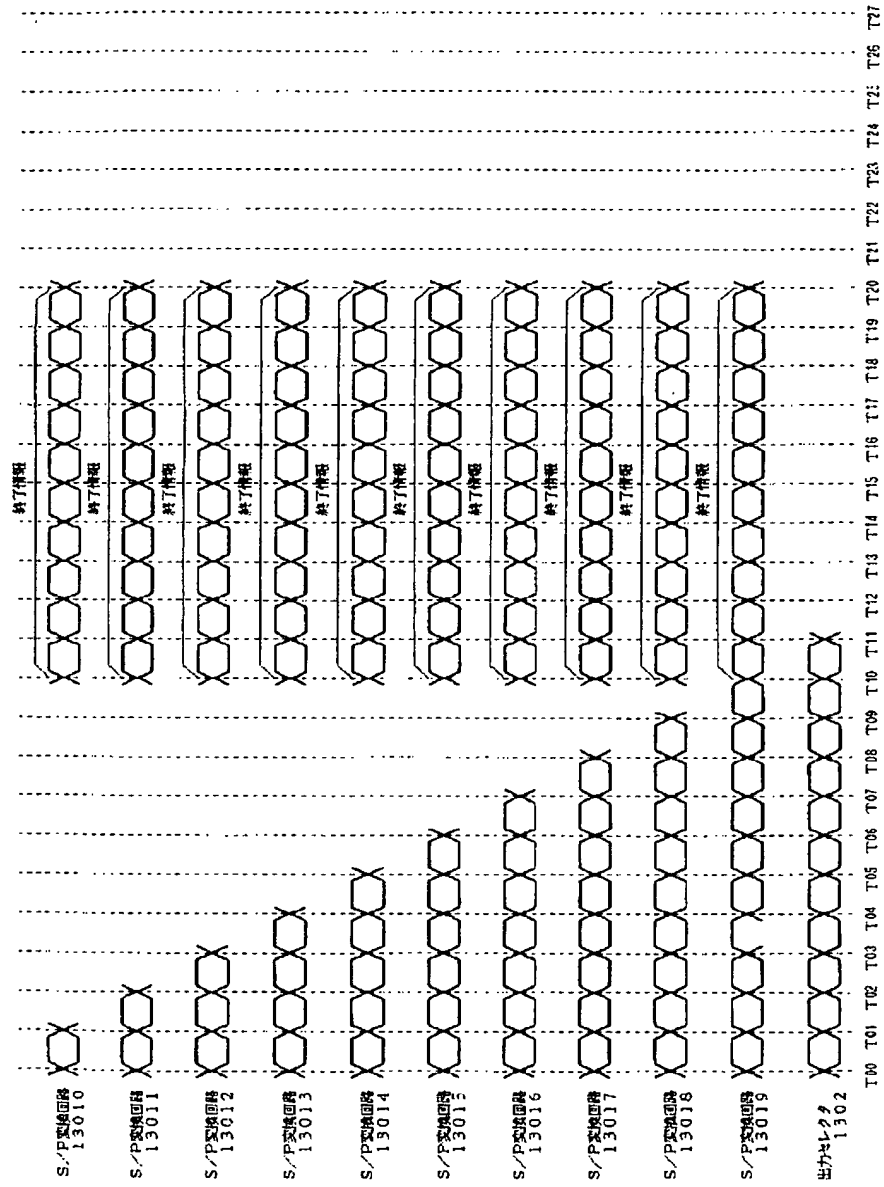 S/P変換回路
13010
終了情報
S/P変換回路
13011
終了情報
S/P変換回路
13012
終了情報
S/P変換回路
13013
終了情報
S/P変換回路
13014
終了情報
S/P変換回路
13015
終了情報
S/P変換回路
13016
終了情報
S/P変換回路
13017
終了情報
S/P変換回路
13018
終了情報
S/P変換回路
13019
終了情報
出力セレクタ
1302
T00 T01 T02 T03 T04 T05 T06 T07 T08 T09 T10 T11 T12 T13 T14 T15 T16 T17 T18 T19 T20 T21 T22 T23 T24 T25 T26 T27